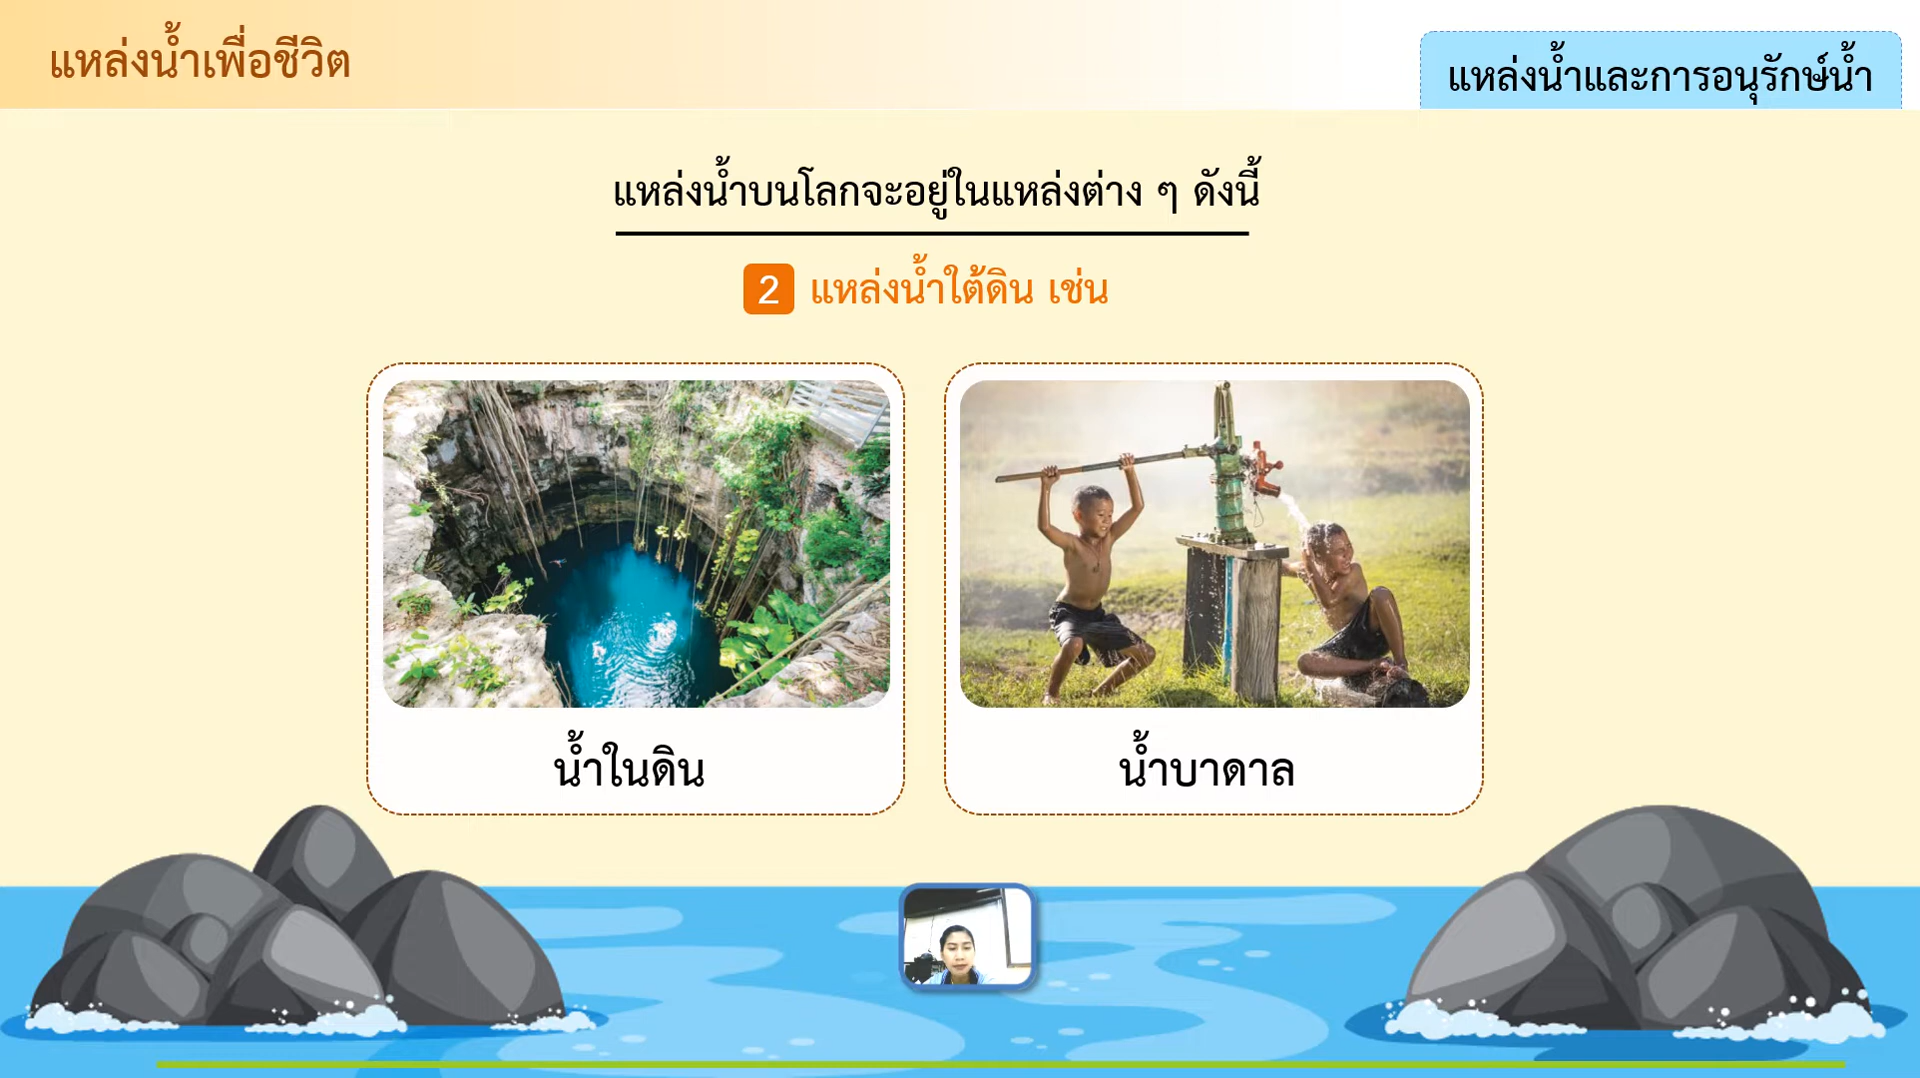 แหล่งน้ำเพื่อชีวิต
แหล่งน้ำและการอนุรักษ์น้ำ
แหล่งน้ำบนโลกจะอยู่ในแหล่งต่าง ๆ ดังนี้
2 แหล่งน้ำใต้ดิน เช่น
น้ำในดิน
น้ำบาดาล